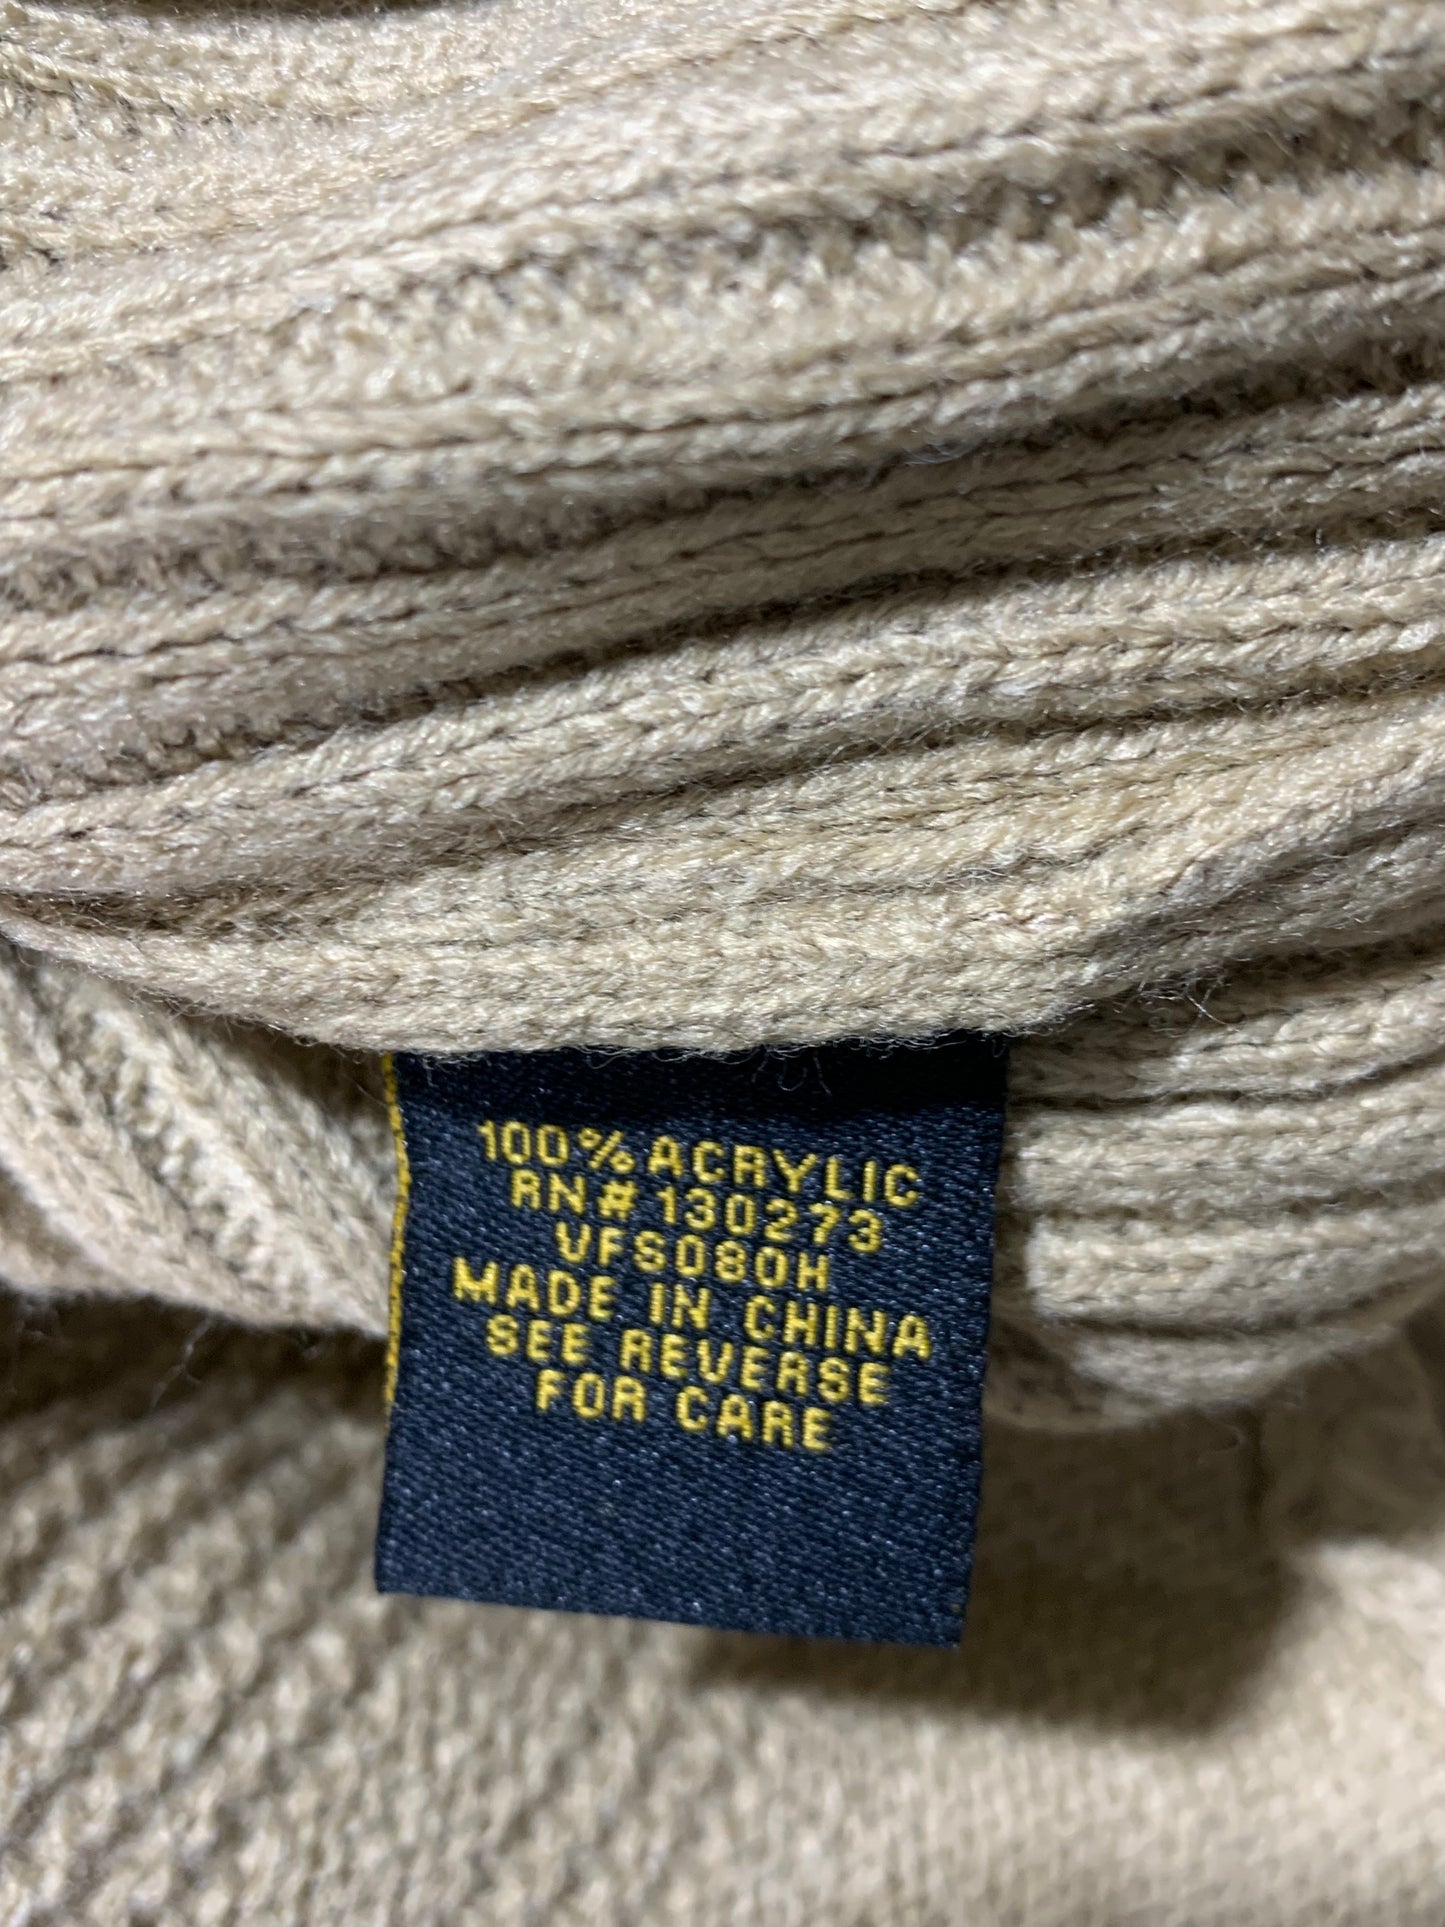 100% ACRYLIC
RN# 130273
VFS080H
MADE IN CHINA
SEE REVERSE
FOR CARE